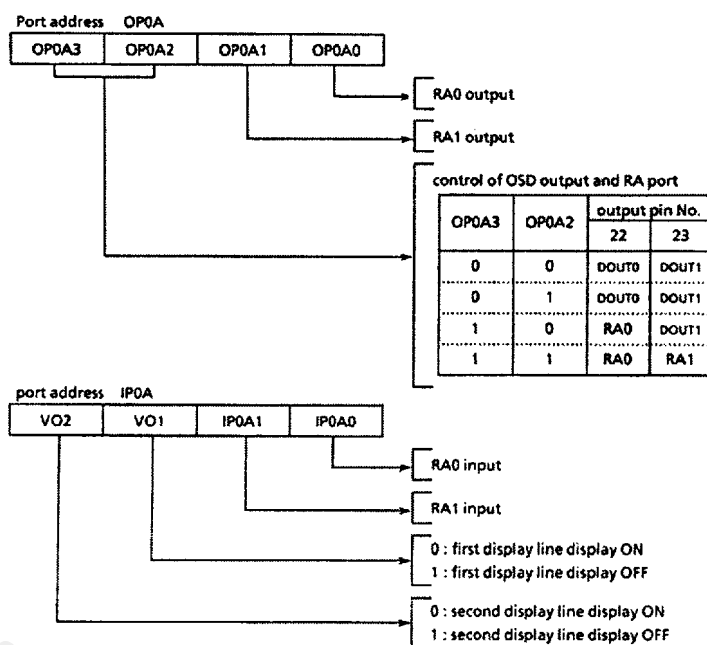 Port address OP0A
OP0A3 OP0A2 OP0A1 OP0A0
RA0 output
RA1 output
control of OSD output and RA port
OP0A3 OP0A2 output pin No.
22 23
0 0 DOUT0 DOUT1
0 1 DOUT0 DOUT1
1 0 RA0 DOUT1
1 1 RA0 RA1
port address IP0A
VO2 VO1 IP0A1 IP0A0
RA0 input
RA1 input
0 : first display line display ON
1 : first display line display OFF
0 : second display line display ON
1 : second display line display OFF